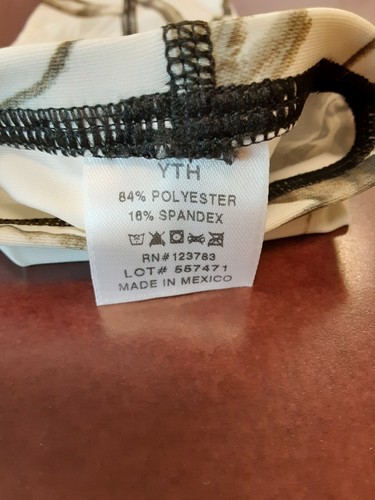 YTH
84% POLYESTER
16% SPANDEX
RN#123783
LOT# 557471
MADE IN MEXICO